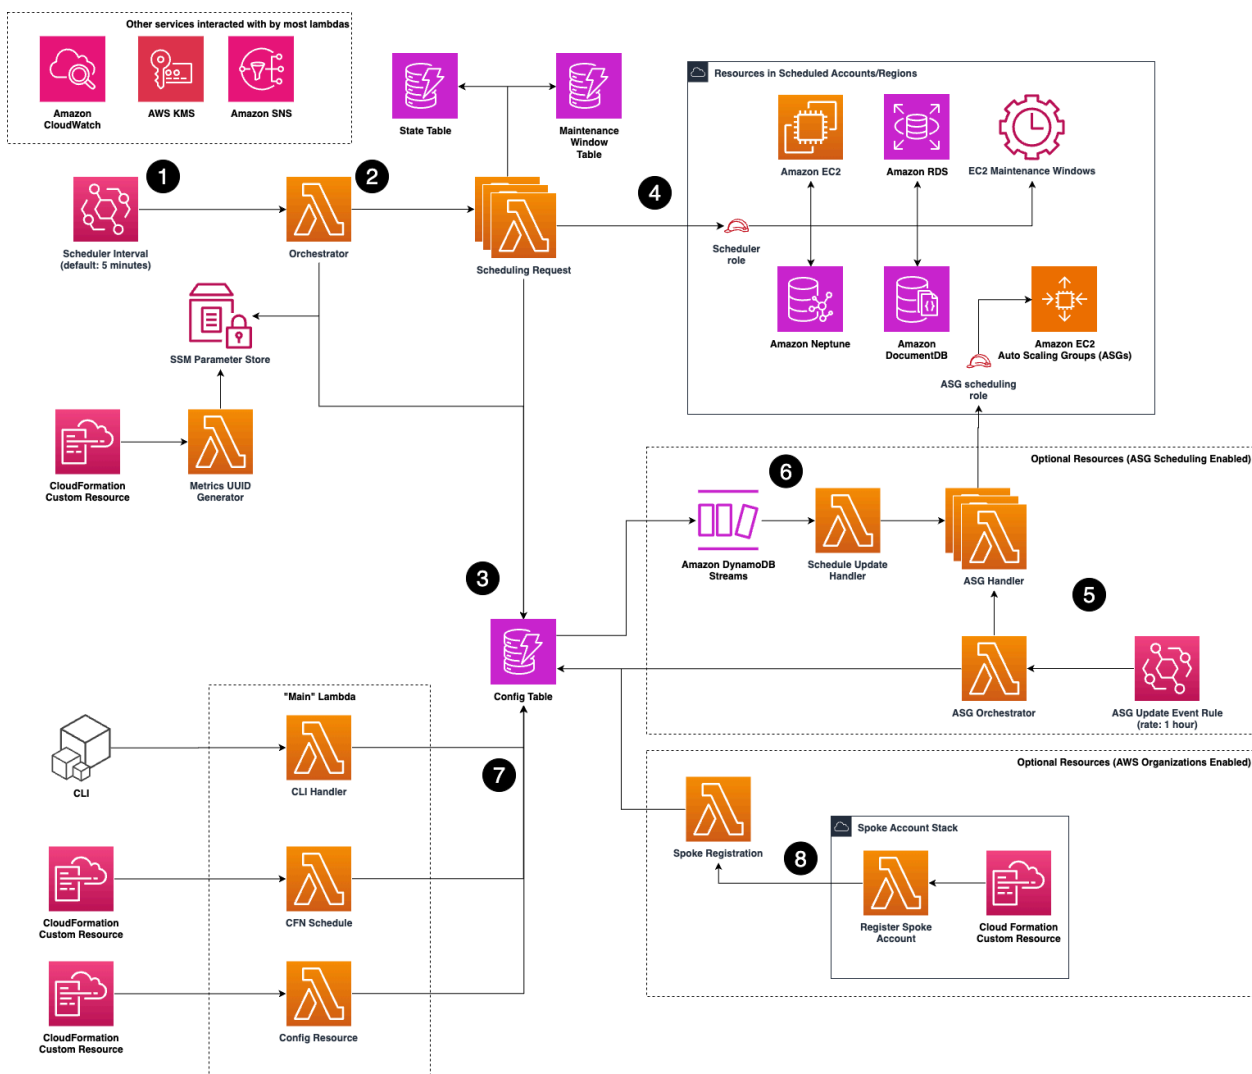 Other services interacted with by most lambdas
Amazon
CloudWatch
AWS KMS
Amazon SNS
State Table
Maintenance
Window
Table
Resources in Scheduled Accounts/Regions
Amazon EC2
Amazon RDS
EC2 Maintenance Windows
1
2
4
Scheduler Interval
(default: 5 minutes)
Orchestrator
Scheduling Request
Scheduler
role
SSM Parameter Store
Amazon Neptune
Amazon
DocumentDB
Amazon EC2
Auto Scaling Groups (ASGs)
ASG scheduling
role
CloudFormation
Custom Resource
Metrics UUID
Generator
Optional Resources (ASG Scheduling Enabled)
6
Amazon DynamoDB
Streams
Schedule Update
Handler
ASG Handler
3
5
Config Table
ASG Orchestrator
ASG Update Event Rule
(rate: 1 hour)
"Main" Lambda
CLI
CLI Handler
7
Optional Resources (AWS Organizations Enabled)
Spoke Registration
8
Spoke Account Stack
Register Spoke
Account
Cloud Formation
Custom Resource
CloudFormation
Custom Resource
CFN Schedule
CloudFormation
Custom Resource
Config Resource